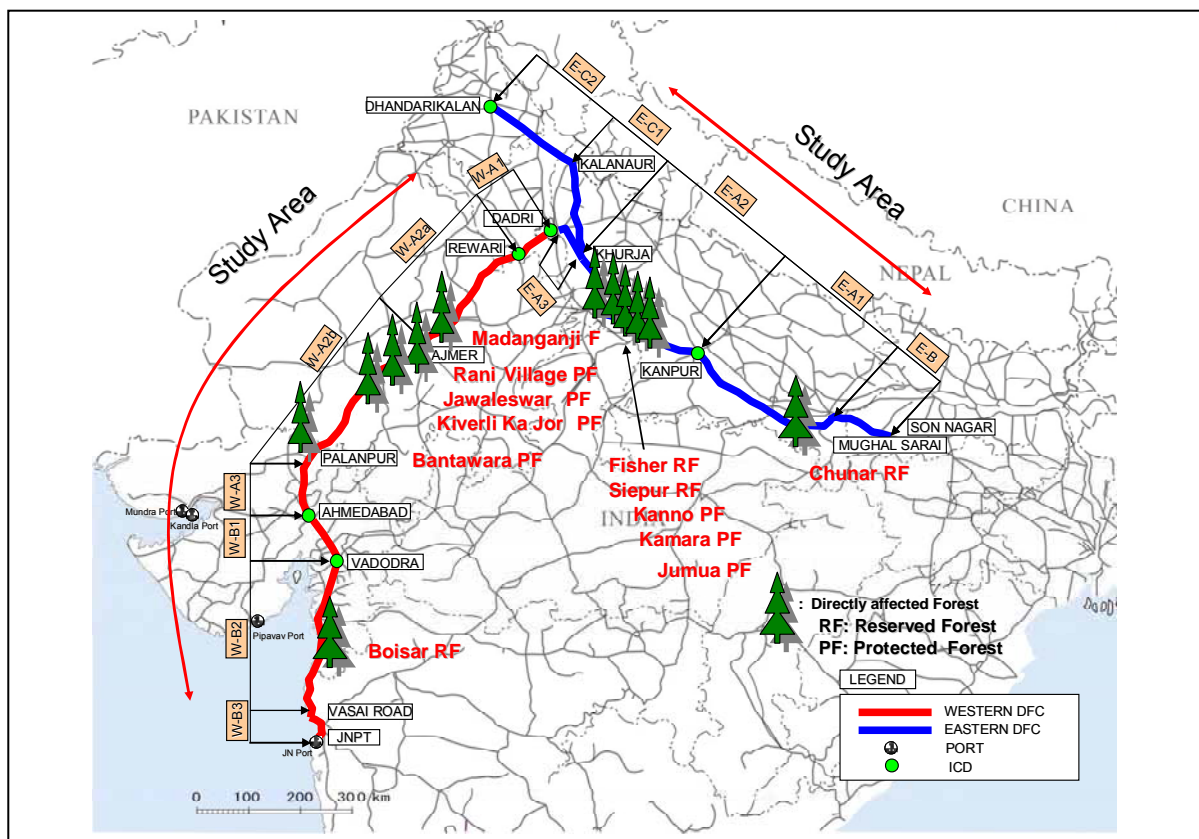 PAKISTAN
CHINA
NEPAL
INDIA
Study Area
Study Area
E-C2
E-C1
E-A2
E-A1
E-B
E-A3
W-A1
W-A2a
W-A2b
W-A3
W-B1
W-B2
W-B3
DHANDARIKALAN
KALANAUR
DADRI
REWARI
KHURJA
AJMER
KANPUR
SON NAGAR
MUGHAL SARAI
PALANPUR
AHMEDABAD
VADODRA
VASAI ROAD
JNPT
Mundra Port
Kandla Port
Pipavav Port
JN Port
Madanganji F
Rani Village PF
Jawaleswar PF
Kiverli Ka Jor PF
Bantawara PF
Fisher RF
Siepur RF
Kanno PF
Kamara PF
Jumua PF
Chunar RF
Boisar RF
: Directly affected Forest
RF: Reserved Forest
PF: Protected Forest
LEGEND
WESTERN DFC
EASTERN DFC
PORT
ICD
0 100 200 300 km